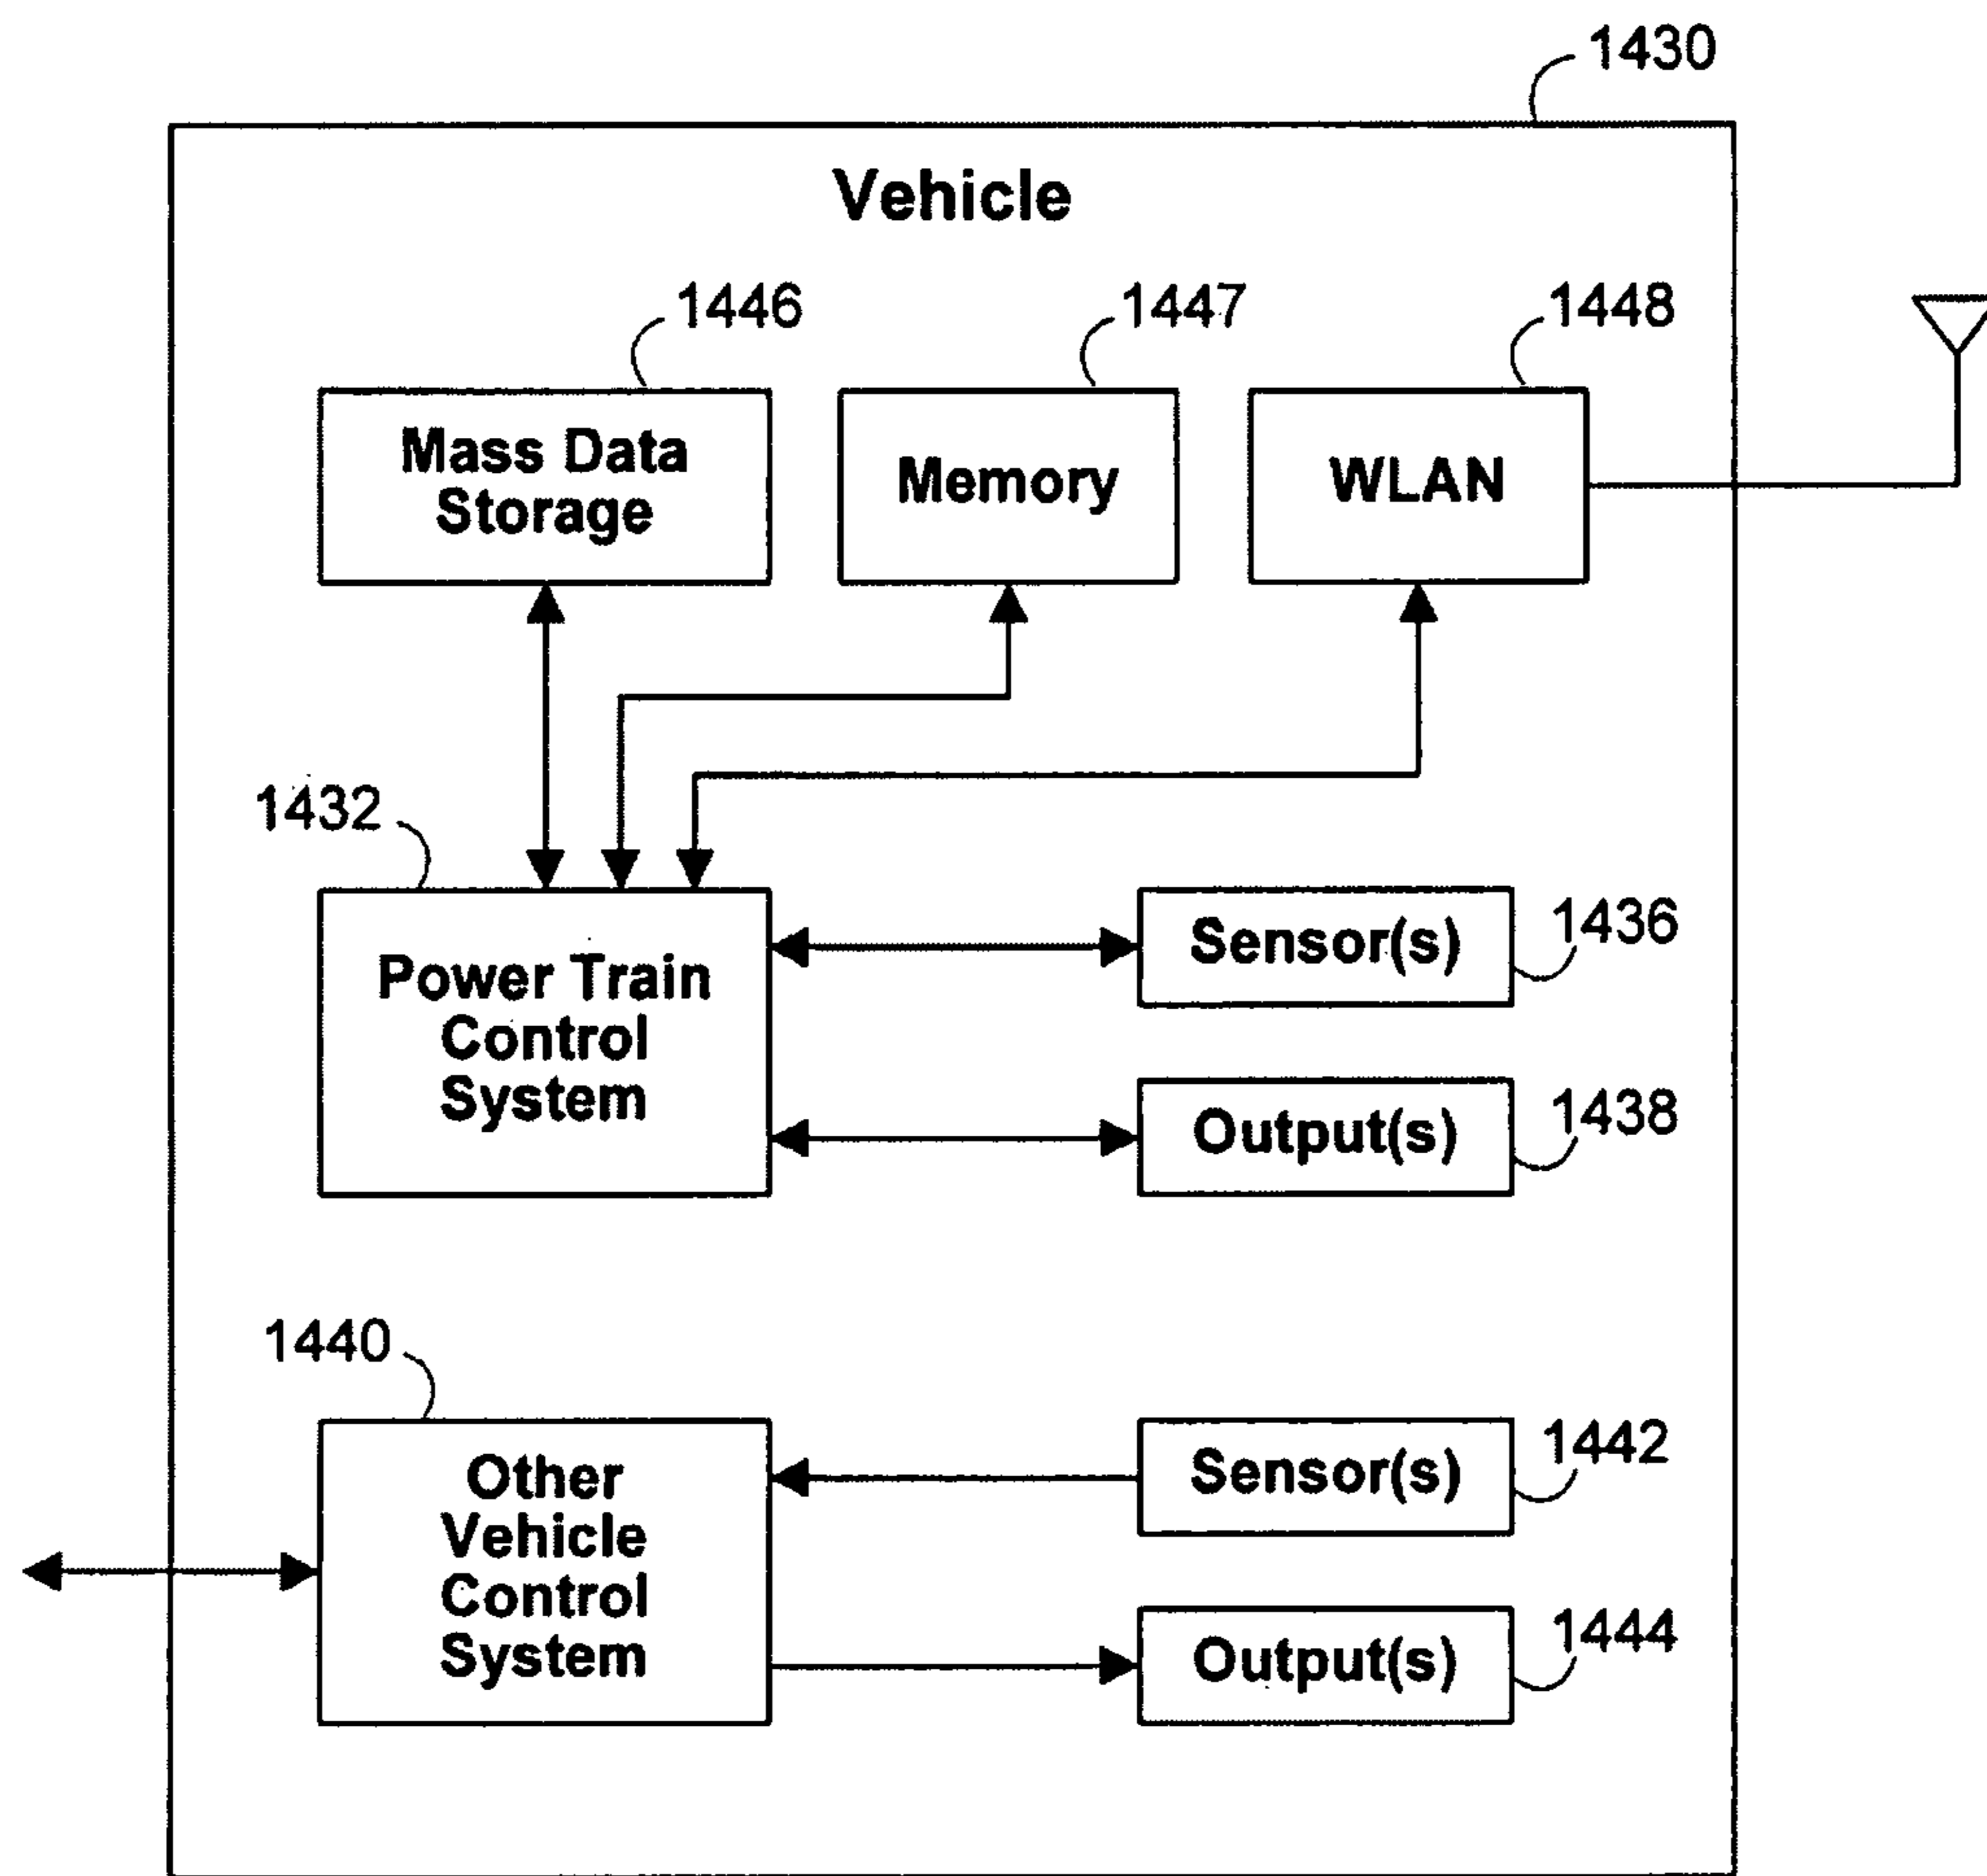 1430
Vehicle
1446
1447
1448
Mass Data
Storage
Memory
WLAN
1432
Power Train
Control
System
Sensor(s)
1436
Output(s)
1438
1440
Other
Vehicle
Control
System
Sensor(s)
1442
Output(s)
1444